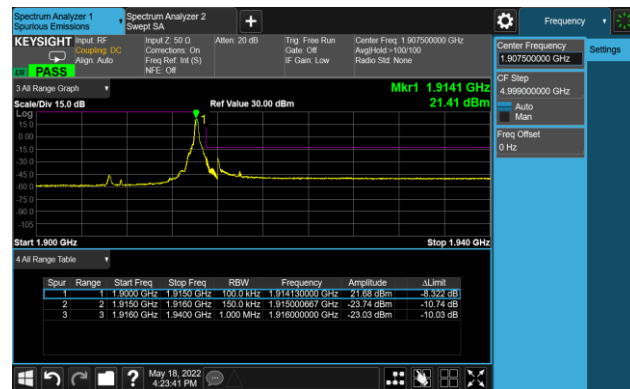 Spectrum Analyzer 1
Spurious Emissions
Spectrum Analyzer 2
Swept SA
+
Frequency
KEYSIGHT
Input: RF
Coupling: DC
Align: Auto
Input Z: 50 Ω
Corrections: On
Freq Ref: Int (S)
NFE: Off
Atten: 20 dB
Trig: Free Run
Gate: Off
IF Gain: Low
Center Freq: 1.907500000 GHz
Avg|Hold:>100/100
Radio Std: None
PASS
Center Frequency
1.907500000 GHz
Settings
CF Step
4.999000000 GHz
Auto
Man
Freq Offset
0 Hz
3 All Range Graph
Mkr1 1.9141 GHz
21.41 dBm
Scale/Div 15.0 dB
Ref Value 30.00 dBm
Log
15.0
0.00
-15.0
-30.0
-45.0
-60.0
-75.0
-90.0
-105
1
Start 1.900 GHz
Stop 1.940 GHz
4 All Range Table
Spur Range Start Freq Stop Freq RBW Frequency Amplitude ΔLimit
1 1 1.9000 GHz 1.9150 GHz 100.0 kHz 1.914130000 GHz 21.68 dBm -8.322 dB
2 2 1.9150 GHz 1.9160 GHz 150.0 kHz 1.915000667 GHz -23.74 dBm -10.74 dB
3 3 1.9160 GHz 1.9400 GHz 1.000 MHz 1.916000000 GHz -23.03 dBm -10.03 dB
?
May 18, 2022
4:23:41 PM